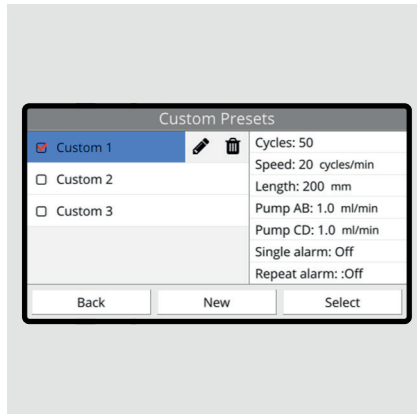 Custom Presets
Custom 1
Custom 2
Custom 3
Cycles: 50
Speed: 20 cycles/min
Length: 200 mm
Pump AB: 1.0 ml/min
Pump CD: 1.0 ml/min
Single alarm: Off
Repeat alarm: :Off
Back
New
Select